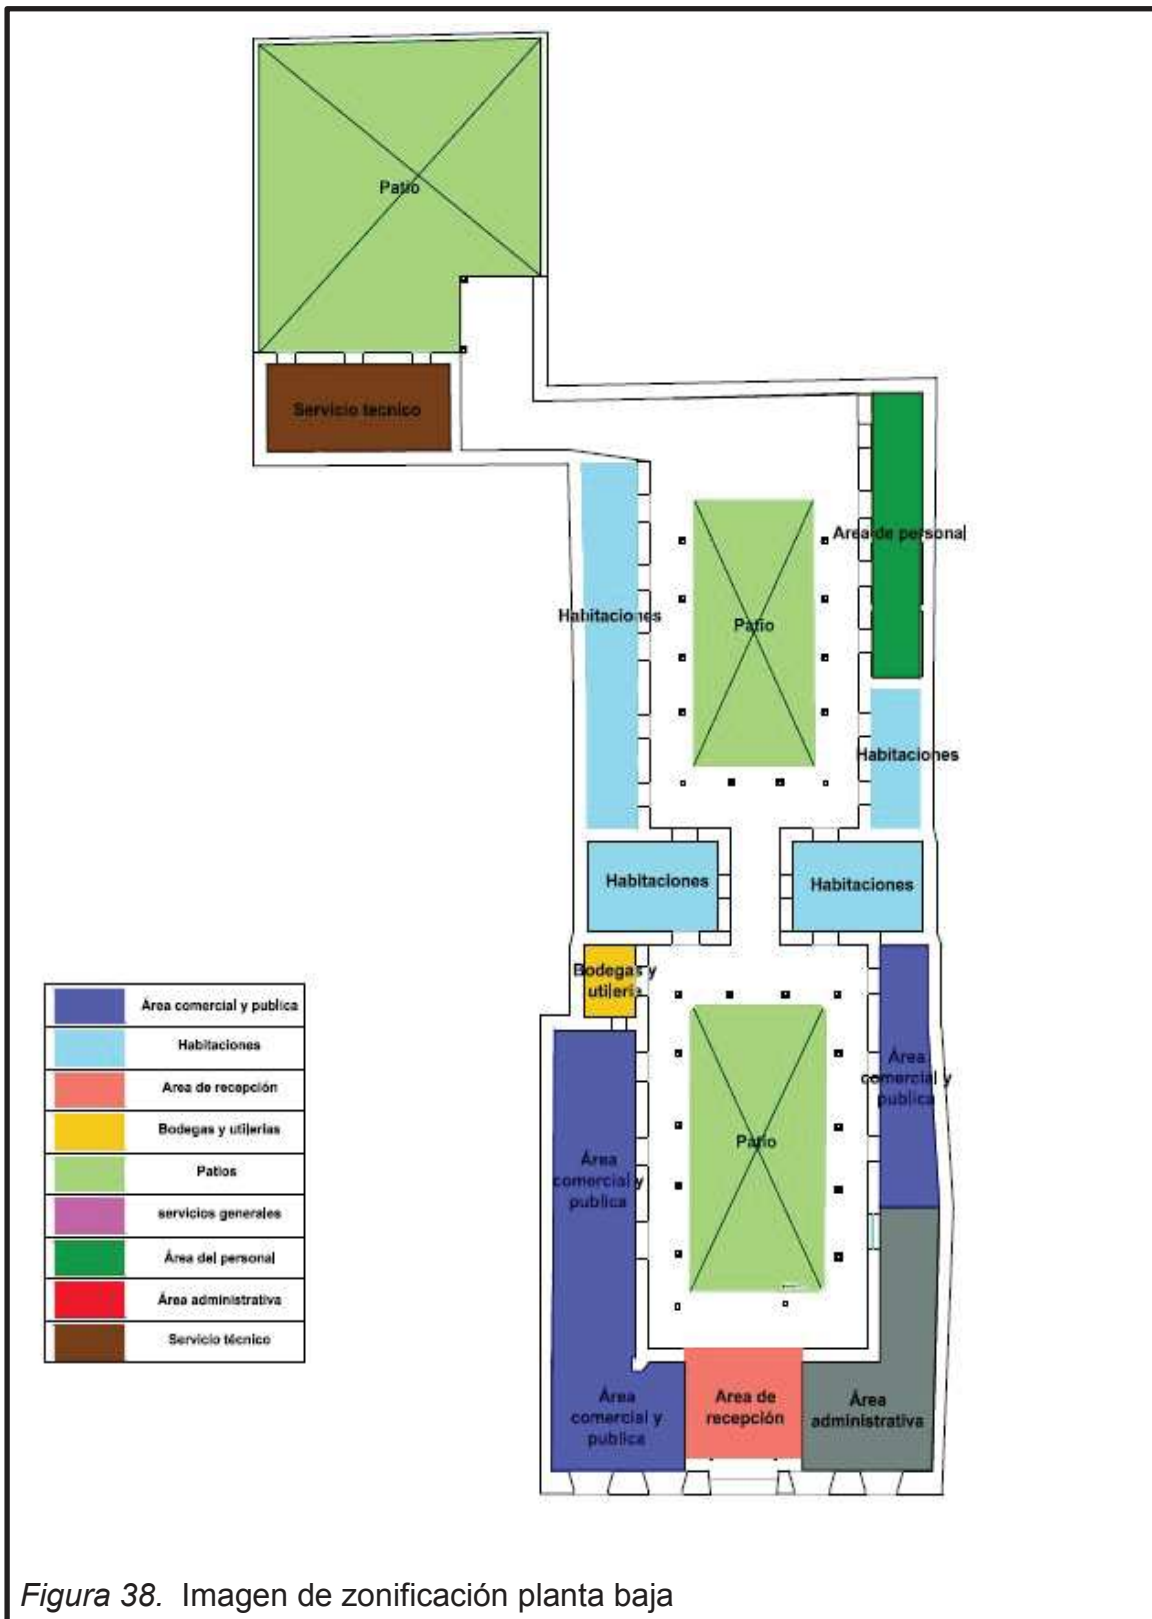 Patio
Servicio tecnico
Area de personal
Habitaciones
Patio
Habitaciones
Habitaciones
Habitaciones
Bodegas y
utileria
Área
comercial y
publica
Patio
Área
comercial y
publica
Área
comercial y
publica
Area de
recepción
Área
administrativa
Área comercial y publica
Habitaciones
Area de recepción
Bodegas y utilerias
Patios
servicios generales
Área del personal
Área administrativa
Servicio técnico
Figura 38. Imagen de zonificación planta baja